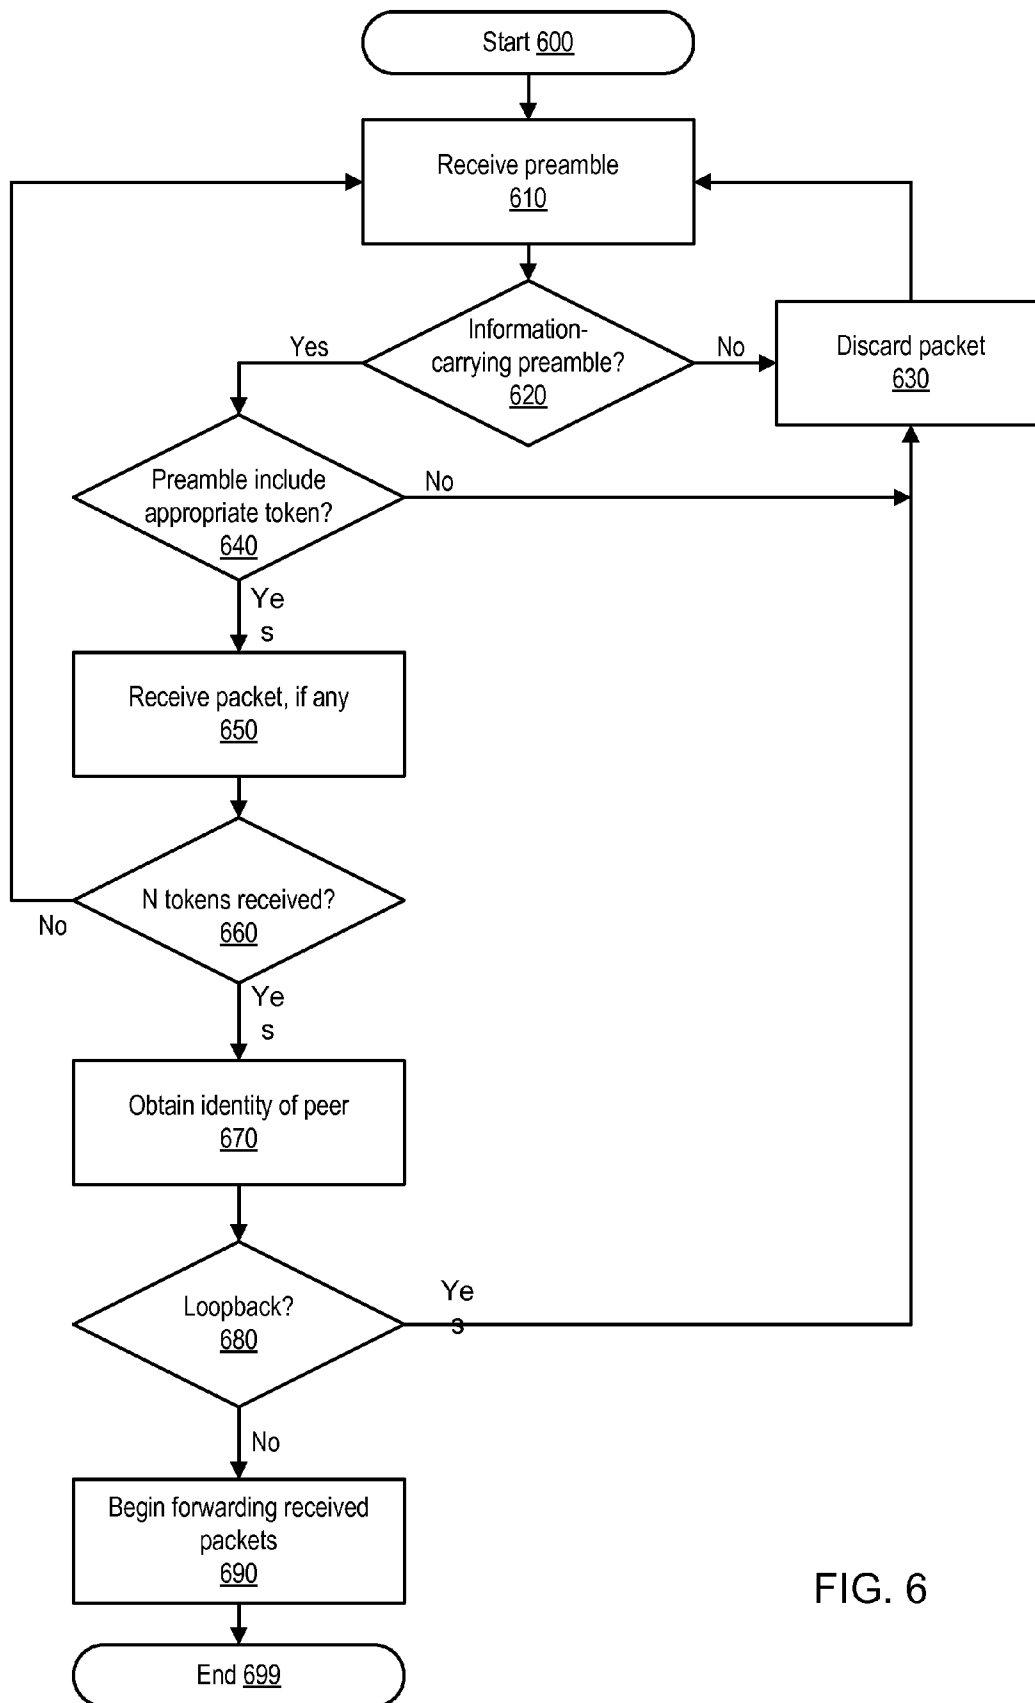 Start 600
Receive preamble
610
Information-
carrying preamble?
620
Yes
No
Discard packet
630
Preamble include
appropriate token?
640
No
Ye
s
Receive packet, if any
650
N tokens received?
660
No
Ye
s
Obtain identity of peer
670
Loopback?
680
Ye
s
No
Begin forwarding received
packets
690
End 699
FIG. 6